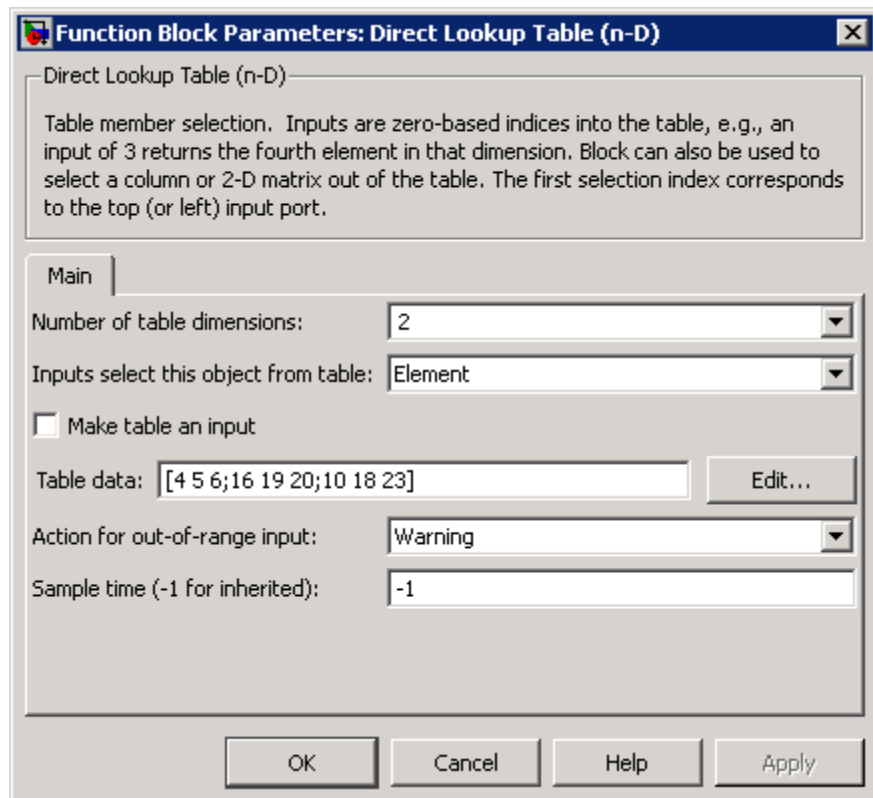 Function Block Parameters: Direct Lookup Table (n-D)
Direct Lookup Table (n-D)
Table member selection.  Inputs are zero-based indices into the table, e.g., an
input of 3 returns the fourth element in that dimension. Block can also be used to
select a column or 2-D matrix out of the table. The first selection index corresponds
to the top (or left) input port.
Main
Number of table dimensions: 2
Inputs select this object from table: Element
Make table an input
Table data: [4 5 6;16 19 20;10 18 23] Edit...
Action for out-of-range input: Warning
Sample time (-1 for inherited): -1
OK Cancel Help Apply